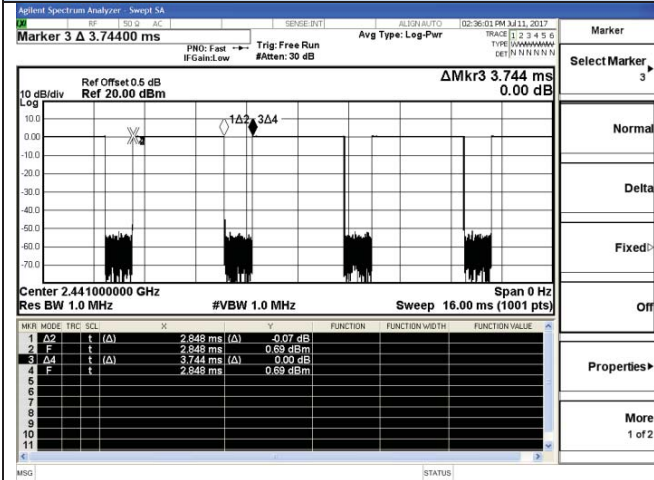 Agilent Spectrum Analyzer - Swept SA
RF 50 Ω AC SENSE:INT ALIGN AUTO 02:36:01 PM Jul 11, 2017
Marker 3 Δ 3.74400 ms
PNO: Fast
IFGain:Low
Trig: Free Run
#Atten: 30 dB
Avg Type: Log-Pwr
TRACE 1 2 3 4 5 6
TYPE WWWWWW
DET N N N N N N
Ref Offset 0.5 dB
10 dB/div Ref 20.00 dBm
Log
ΔMkr3 3.744 ms
0.00 dB
10.0
0.00
-10.0
-20.0
-30.0
-40.0
-50.0
-60.0
-70.0
1Δ2 3Δ4
Center 2.441000000 GHz Span 0 Hz
Res BW 1.0 MHz #VBW 1.0 MHz Sweep 16.00 ms (1001 pts)
MKR MODE TRC SCL X Y FUNCTION FUNCTION WIDTH FUNCTION VALUE
1 Δ2 t (Δ) 2.848 ms (Δ) -0.07 dB
2 F t 2.848 ms 0.69 dBm
3 Δ4 t (Δ) 3.744 ms (Δ) 0.00 dB
4 F t 2.848 ms 0.69 dBm
5
6
7
8
9
10
11
MSG STATUS
Marker
Select Marker
3
Normal
Delta
Fixed
Off
Properties
More
1 of 2